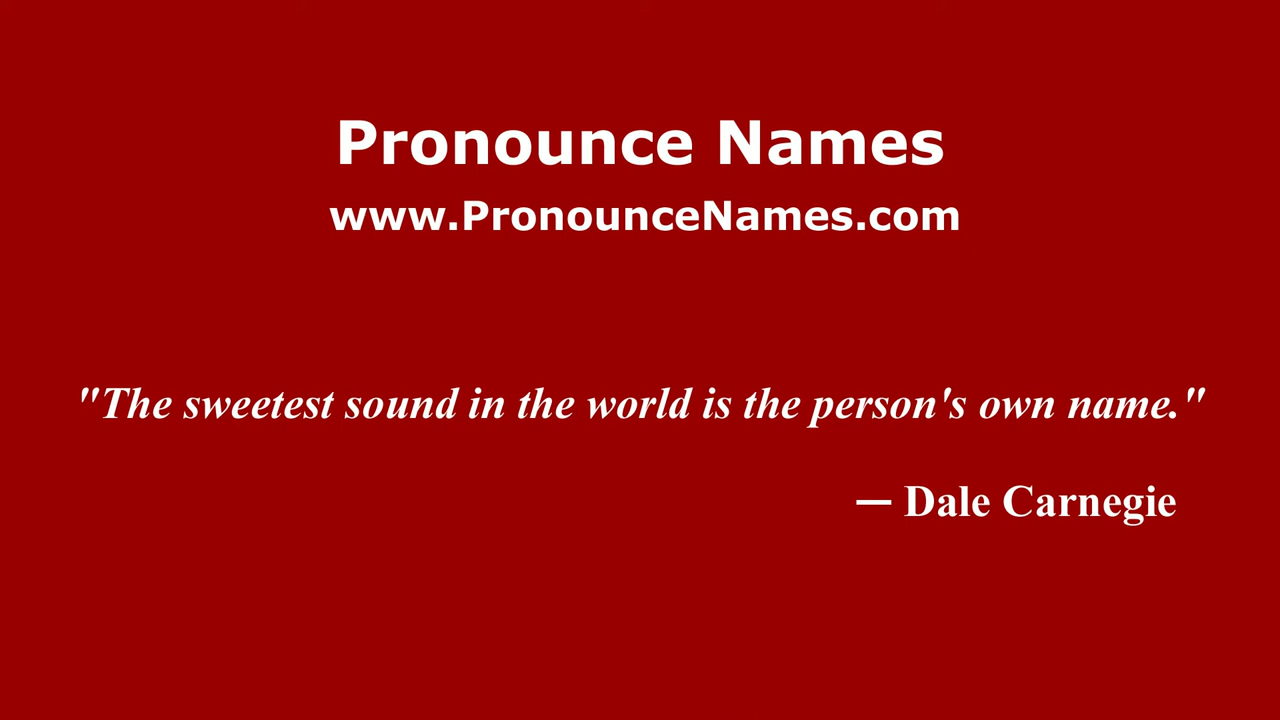 Pronounce Names
www.PronounceNames.com
"The sweetest sound in the world is the person's own name."
— Dale Carnegie